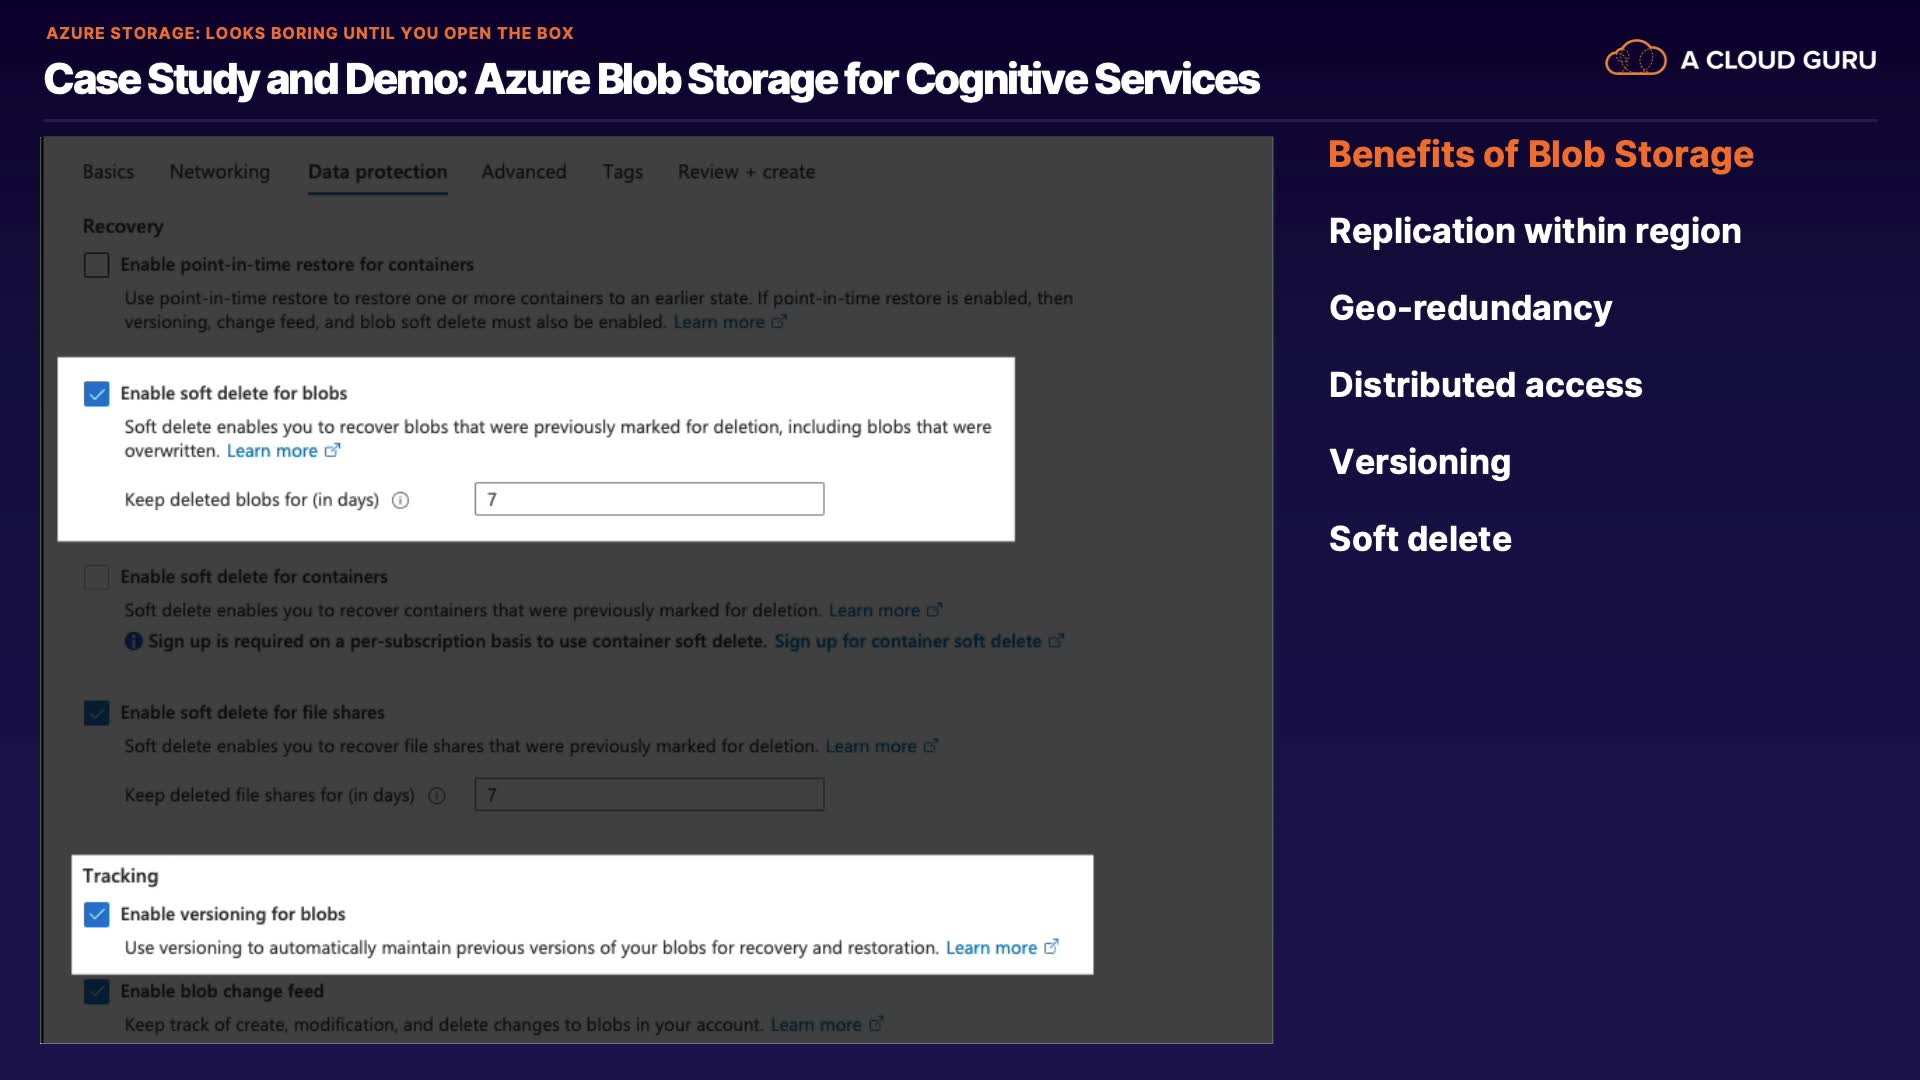 AZURE STORAGE: LOOKS BORING UNTIL YOU OPEN THE BOX
Case Study and Demo: Azure Blob Storage for Cognitive Services
A CLOUD GURU
Basics Networking Data protection Advanced Tags Review + create
Recovery
Enable point-in-time restore for containers
Use point-in-time restore to restore one or more containers to an earlier state. If point-in-time restore is enabled, then
versioning, change feed, and blob soft delete must also be enabled. Learn more
Enable soft delete for blobs
Soft delete enables you to recover blobs that were previously marked for deletion, including blobs that were
overwritten. Learn more
Keep deleted blobs for (in days) 7
Enable soft delete for containers
Soft delete enables you to recover containers that were previously marked for deletion. Learn more
Sign up is required on a per-subscription basis to use container soft delete. Sign up for container soft delete
Enable soft delete for file shares
Soft delete enables you to recover file shares that were previously marked for deletion. Learn more
Keep deleted file shares for (in days) 7
Tracking
Enable versioning for blobs
Use versioning to automatically maintain previous versions of your blobs for recovery and restoration. Learn more
Enable blob change feed
Keep track of create, modification, and delete changes to blobs in your account. Learn more
Benefits of Blob Storage
Replication within region
Geo-redundancy
Distributed access
Versioning
Soft delete